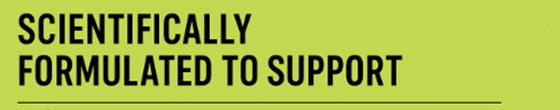 SCIENTIFICALLY
FORMULATED TO SUPPORT